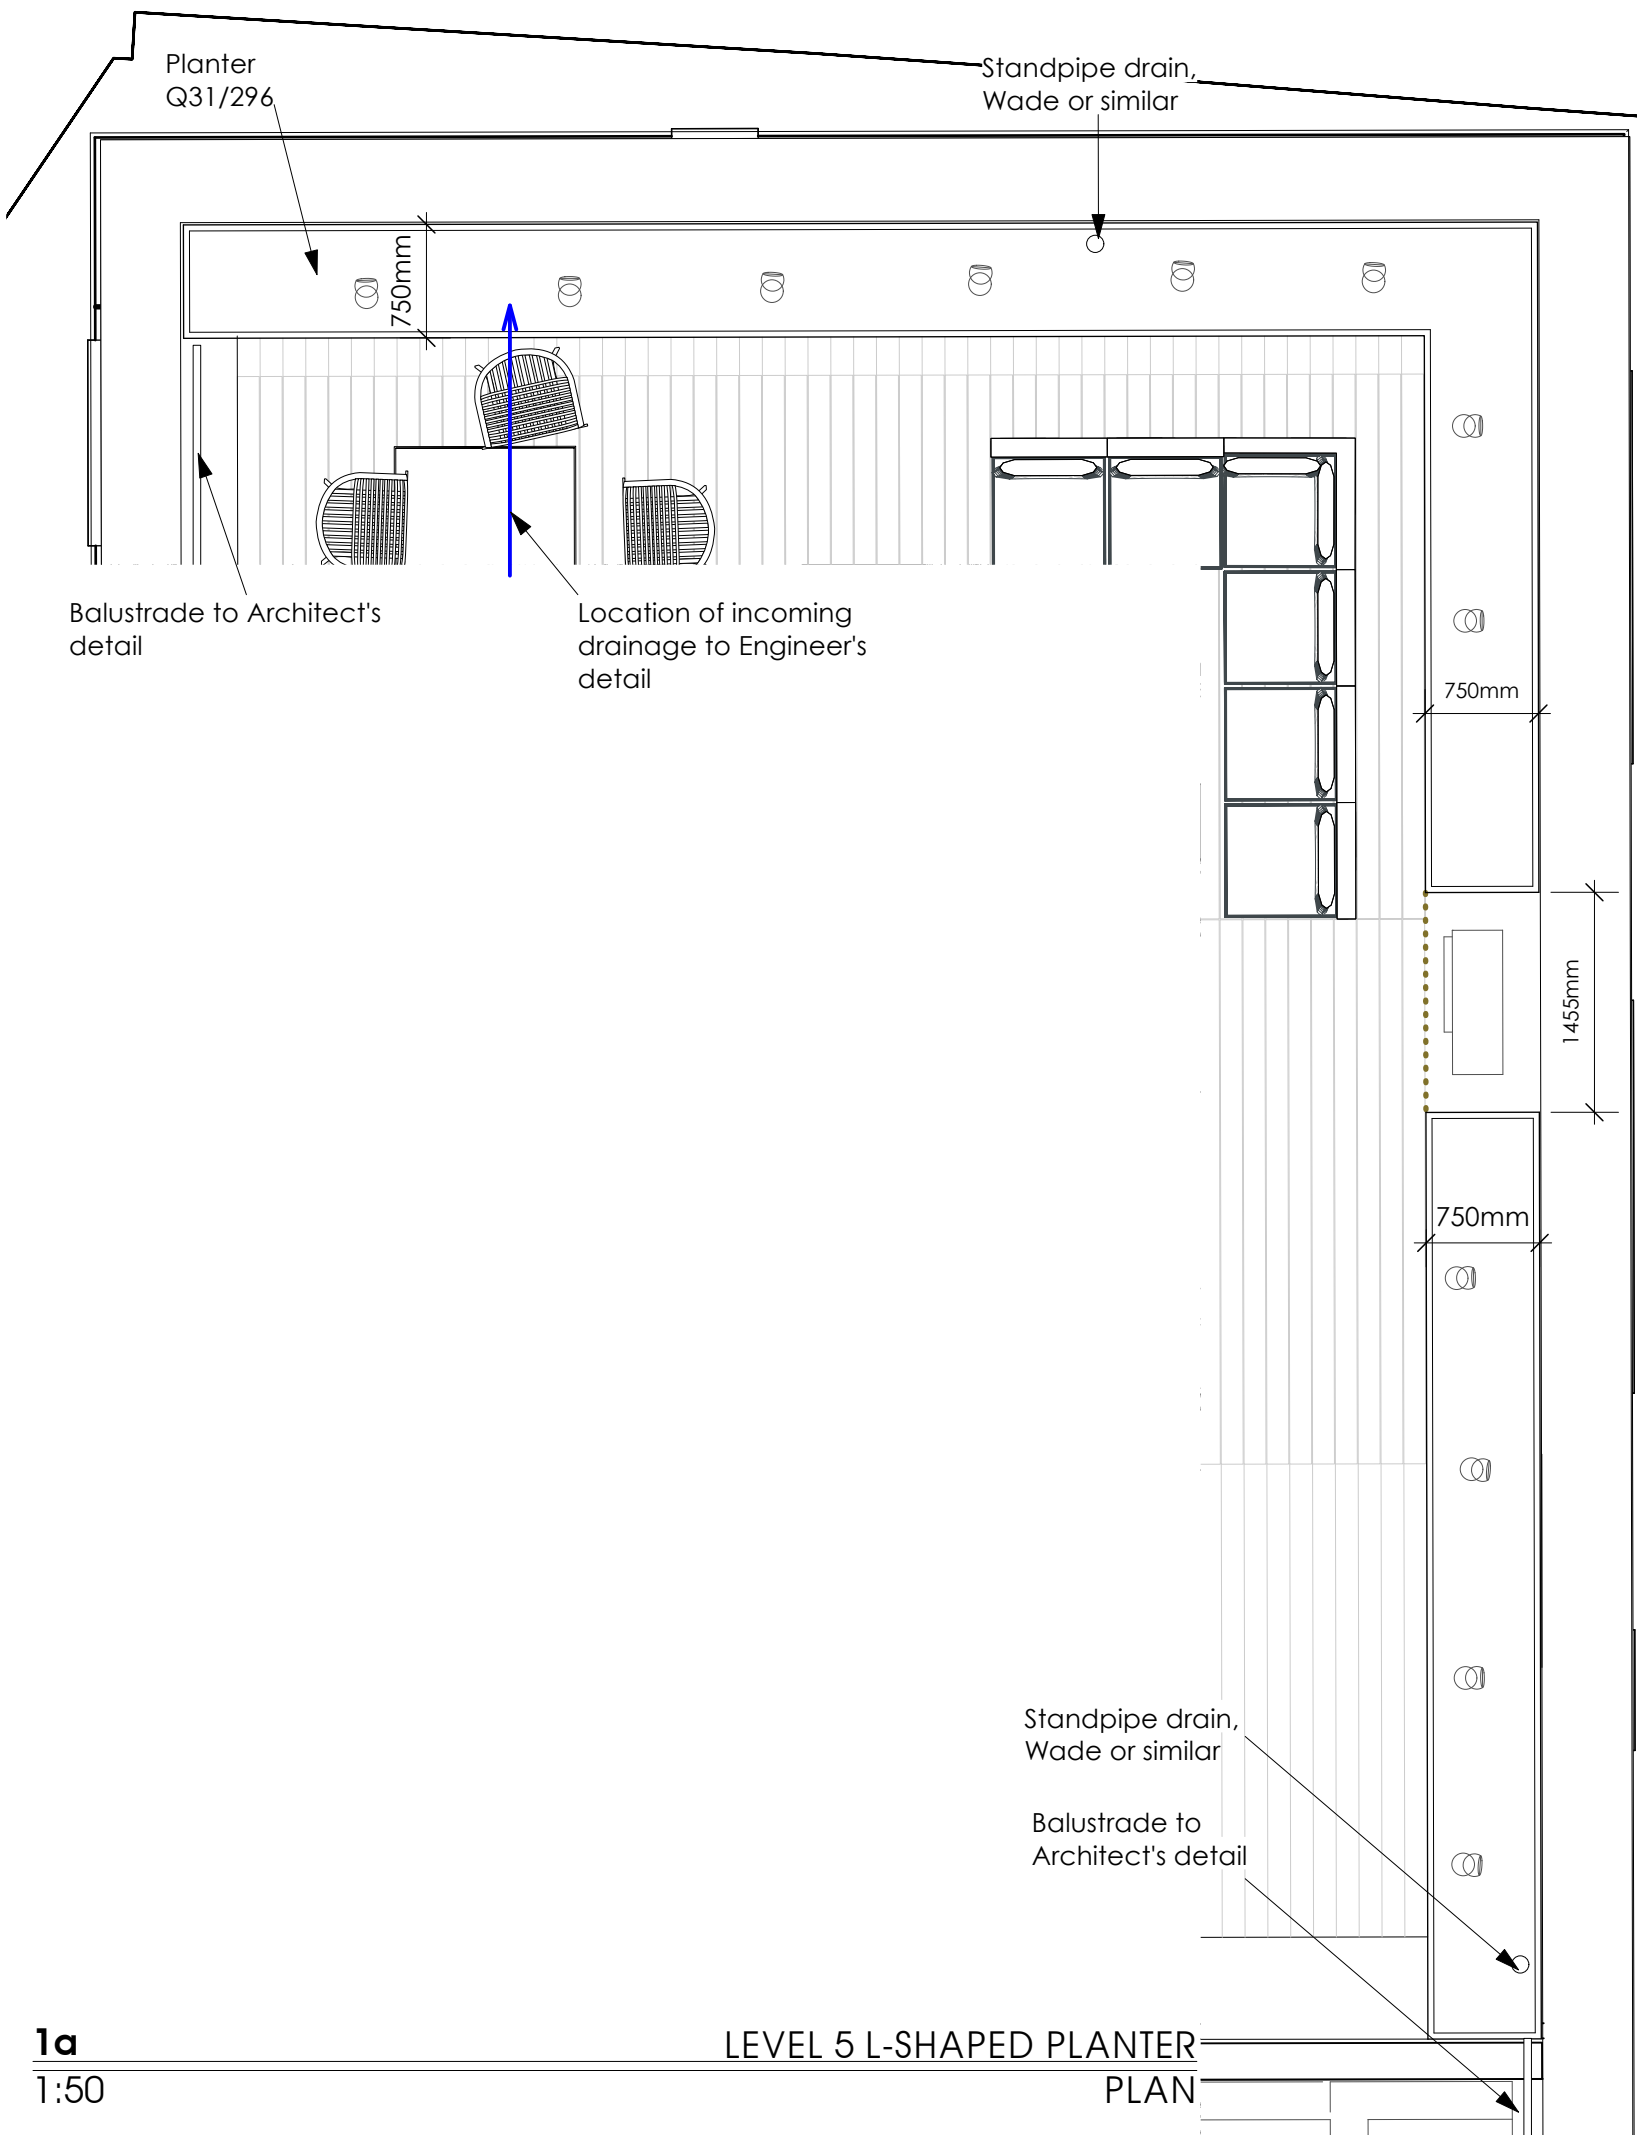 Planter
Q31/296
Standpipe drain,
Wade or similar
750mm
Balustrade to Architect's
detail
Location of incoming
drainage to Engineer's
detail
750mm
1455mm
750mm
Standpipe drain,
Wade or similar
Balustrade to
Architect's detail
1a
LEVEL 5 L-SHAPED PLANTER
1:50
PLAN